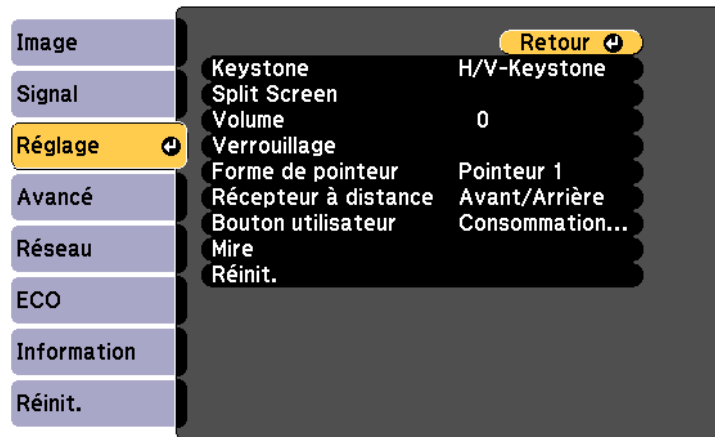 Image
Signal
Réglage
Avancé
Réseau
ECO
Information
Réinit.
Retour
Keystone H/V-Keystone
Split Screen
Volume 0
Verrouillage
Forme de pointeur Pointeur 1
Récepteur à distance Avant/Arrière
Bouton utilisateur Consommation...
Mire
Réinit.